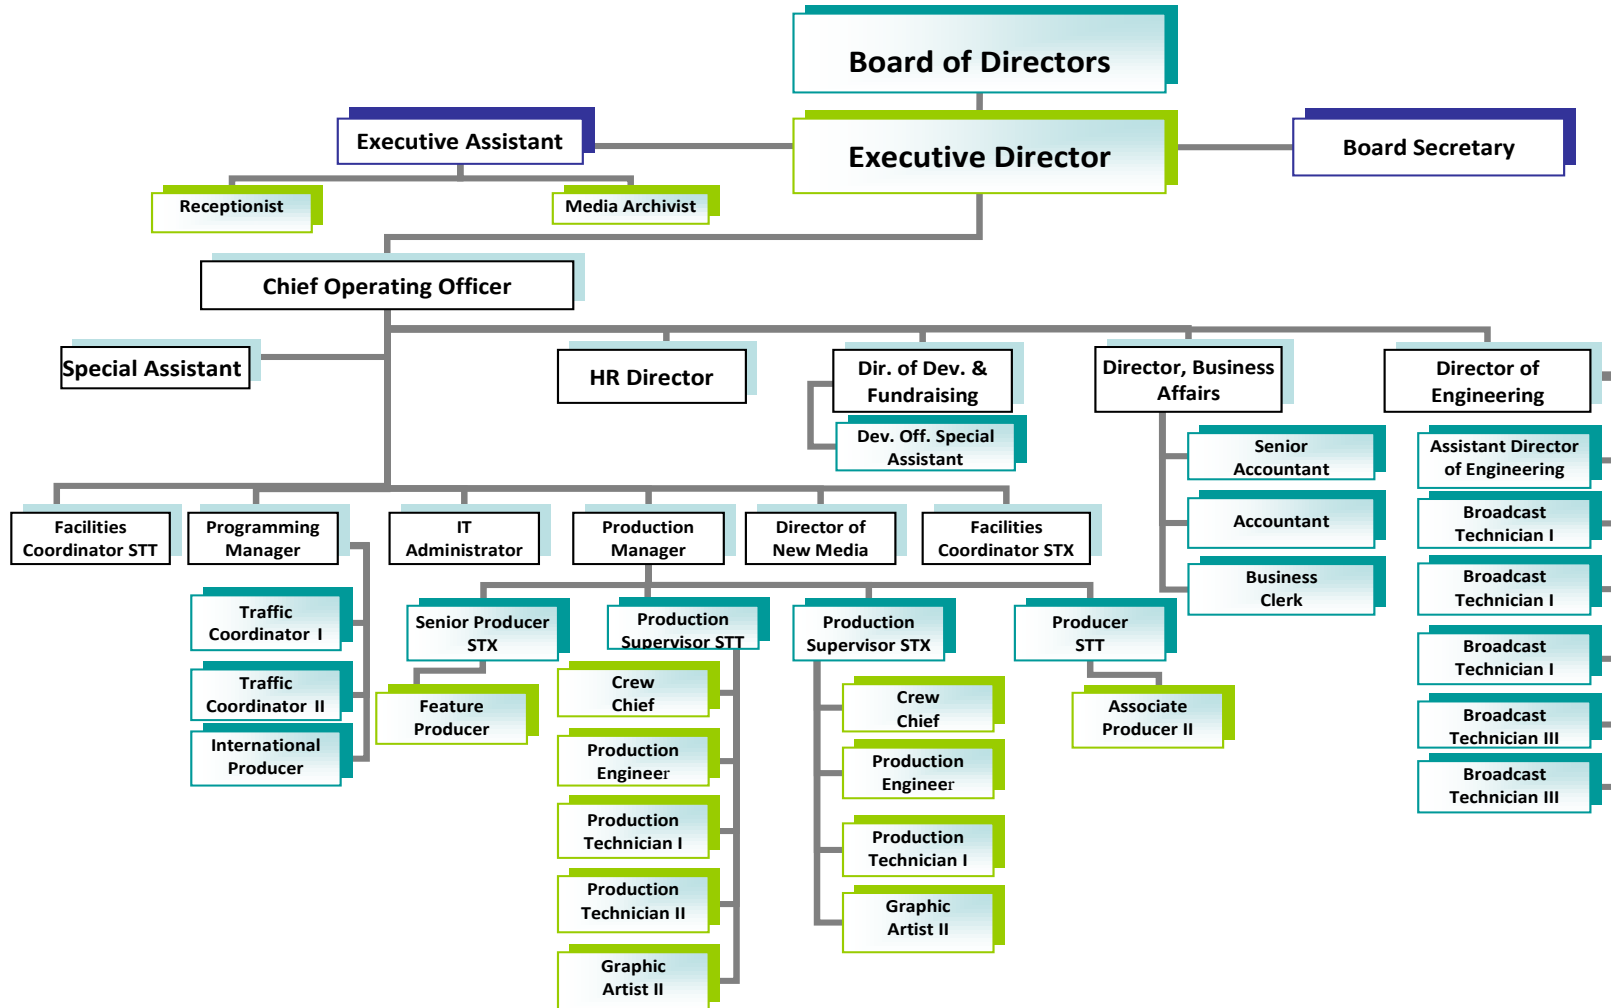 Board of Directors
Executive Assistant
Executive Director
Board Secretary
Receptionist
Media Archivist
Chief Operating Officer
Special Assistant
HR Director
Dir. of Dev. &
Fundraising
Director, Business
Affairs
Director of
Engineering
Dev. Off. Special
Assistant
Senior
Accountant
Accountant
Business
Clerk
Assistant Director
of Engineering
Broadcast
Technician I
Broadcast
Technician I
Broadcast
Technician I
Broadcast
Technician III
Broadcast
Technician III
Facilities
Coordinator STT
Programming
Manager
IT
Administrator
Production
Manager
Director of
New Media
Facilities
Coordinator STX
Traffic
Coordinator I
Traffic
Coordinator II
International
Producer
Senior Producer
STX
Production
Supervisor STT
Production
Supervisor STX
Producer
STT
Feature
Producer
Crew
Chief
Production
Engineer
Production
Technician I
Production
Technician II
Graphic
Artist II
Crew
Chief
Production
Engineer
Production
Technician I
Graphic
Artist II
Associate
Producer II